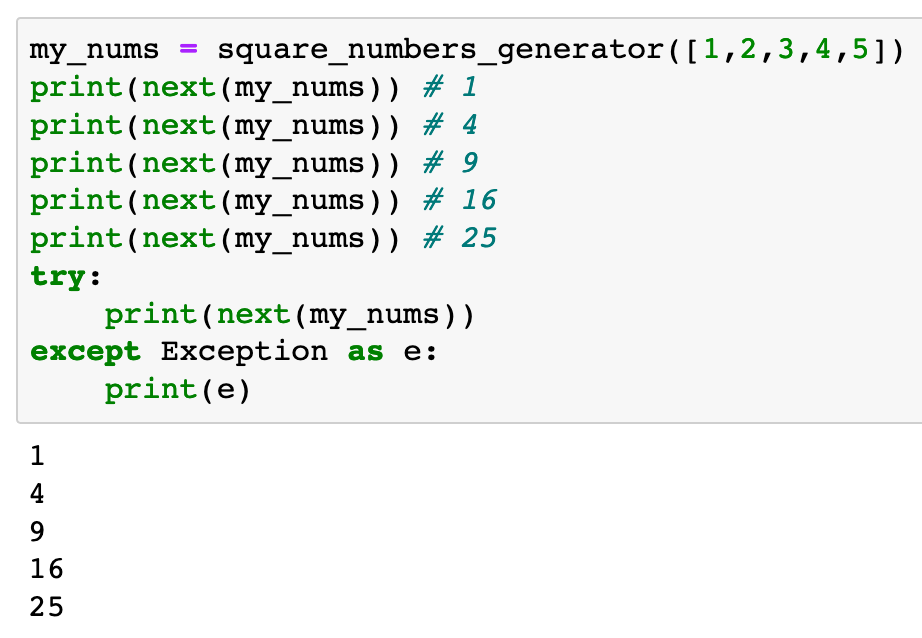 my_nums = square_numbers_generator([1,2,3,4,5])
print(next(my_nums)) # 1
print(next(my_nums)) # 4
print(next(my_nums)) # 9
print(next(my_nums)) # 16
print(next(my_nums)) # 25
try:
    print(next(my_nums))
except Exception as e:
    print(e)
1
4
9
16
25